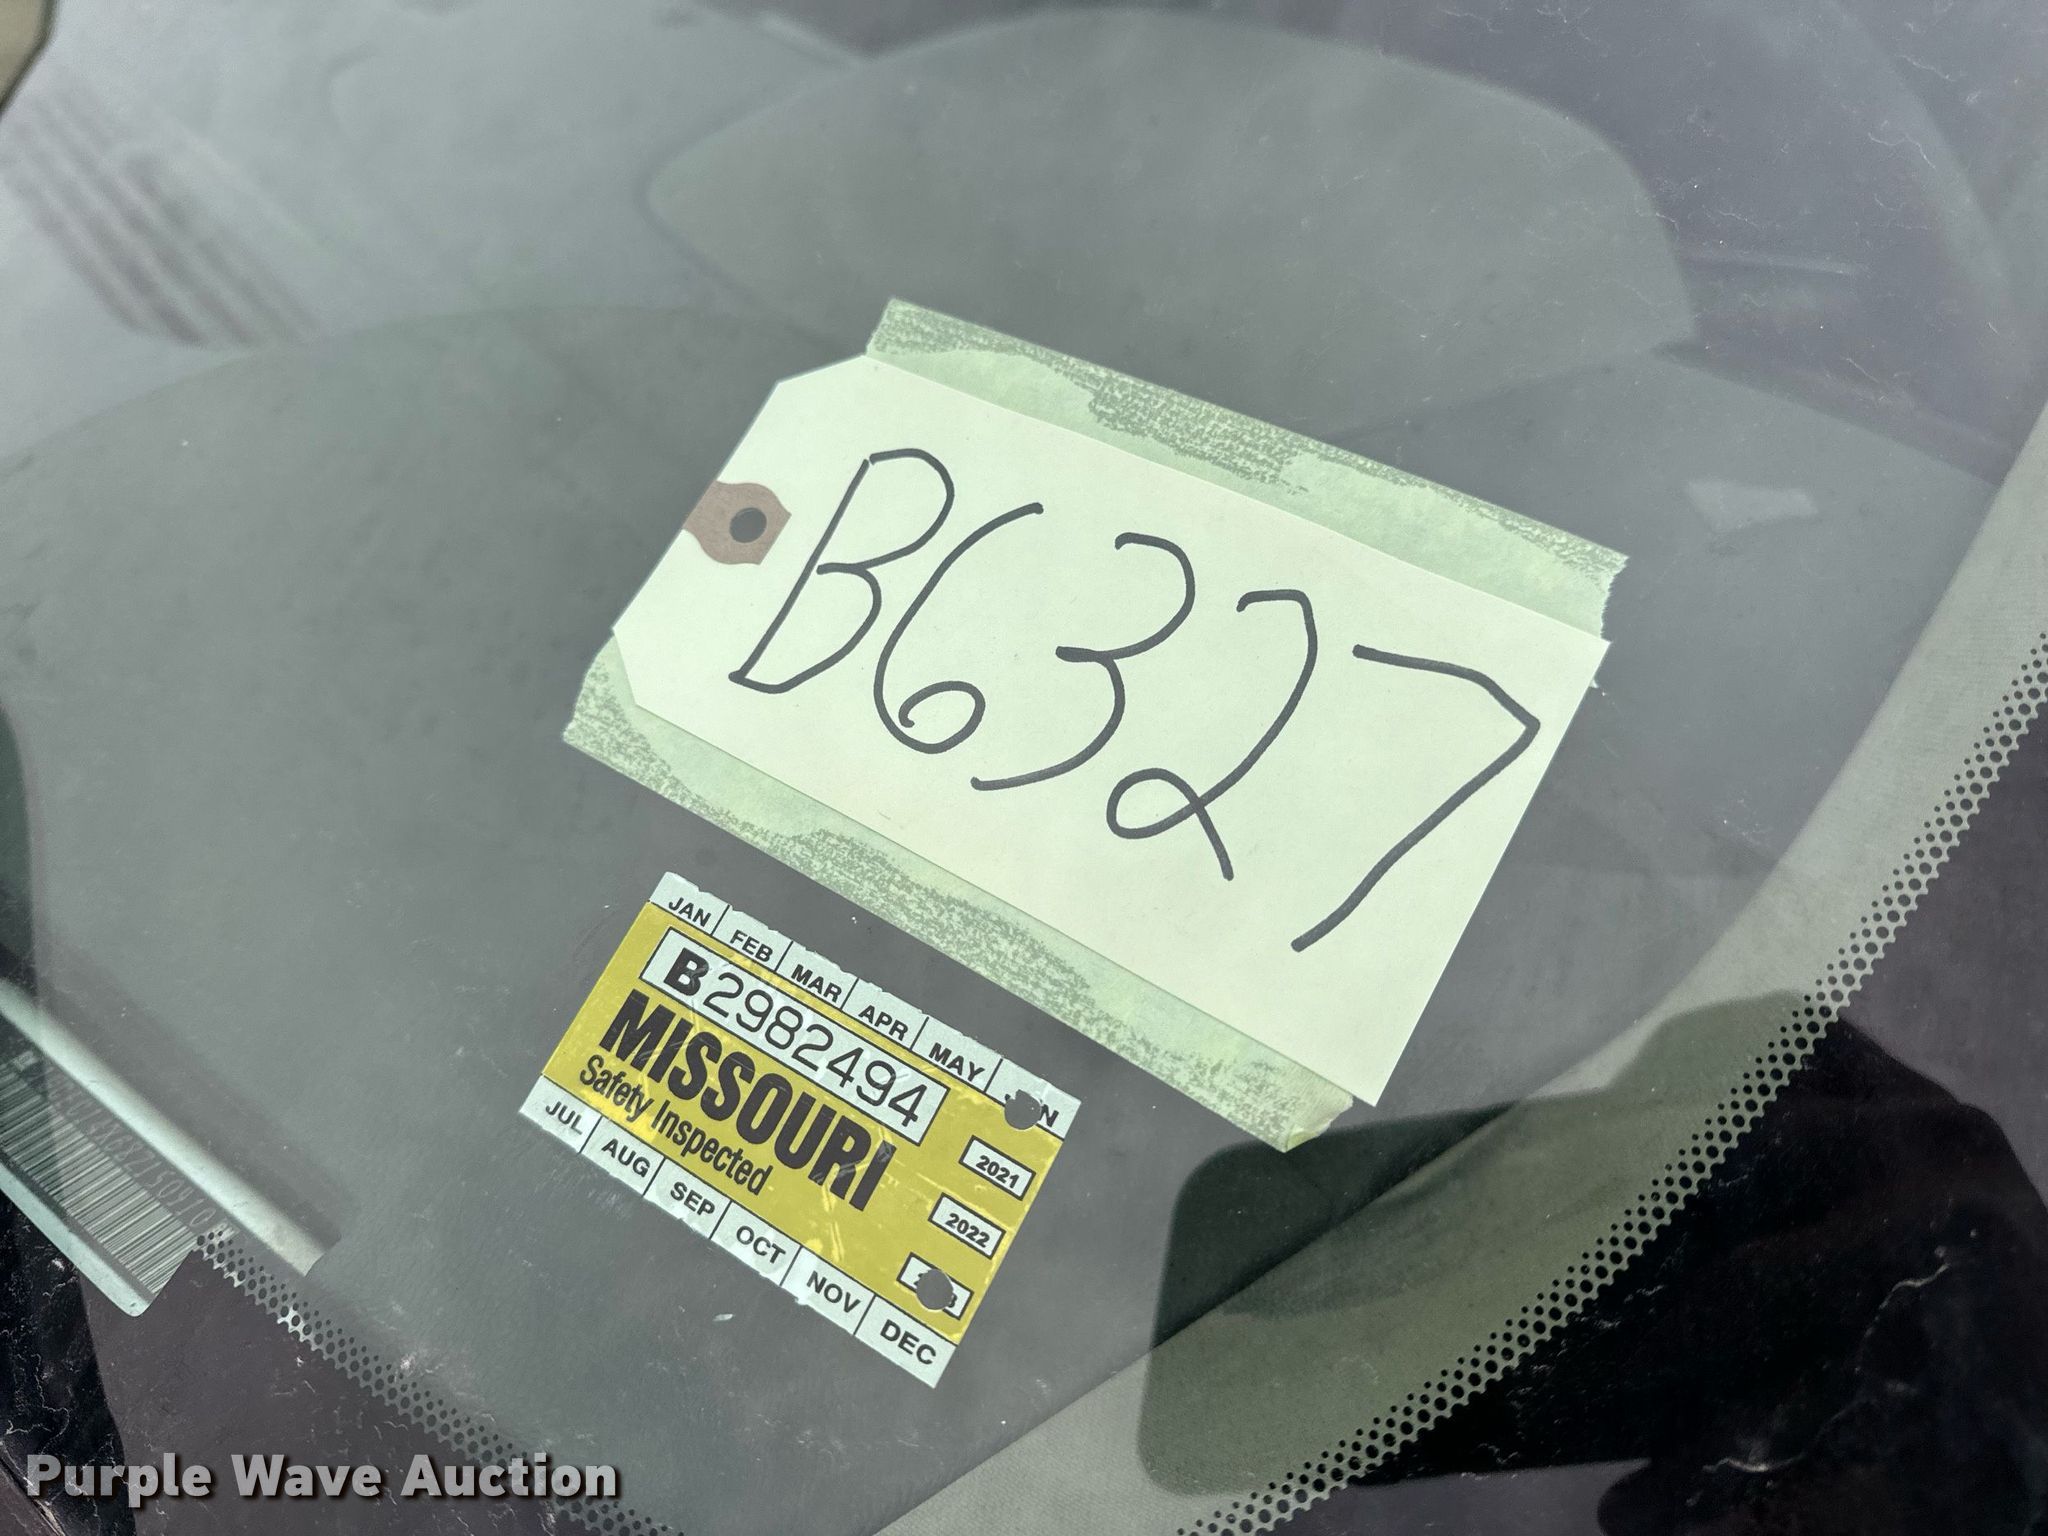 B6327
JAN FEB MAR APR MAY
B2982494
MISSOURI
Safety Inspected
2021
2022
JUL AUG SEP OCT NOV DEC
Purple Wave Auction